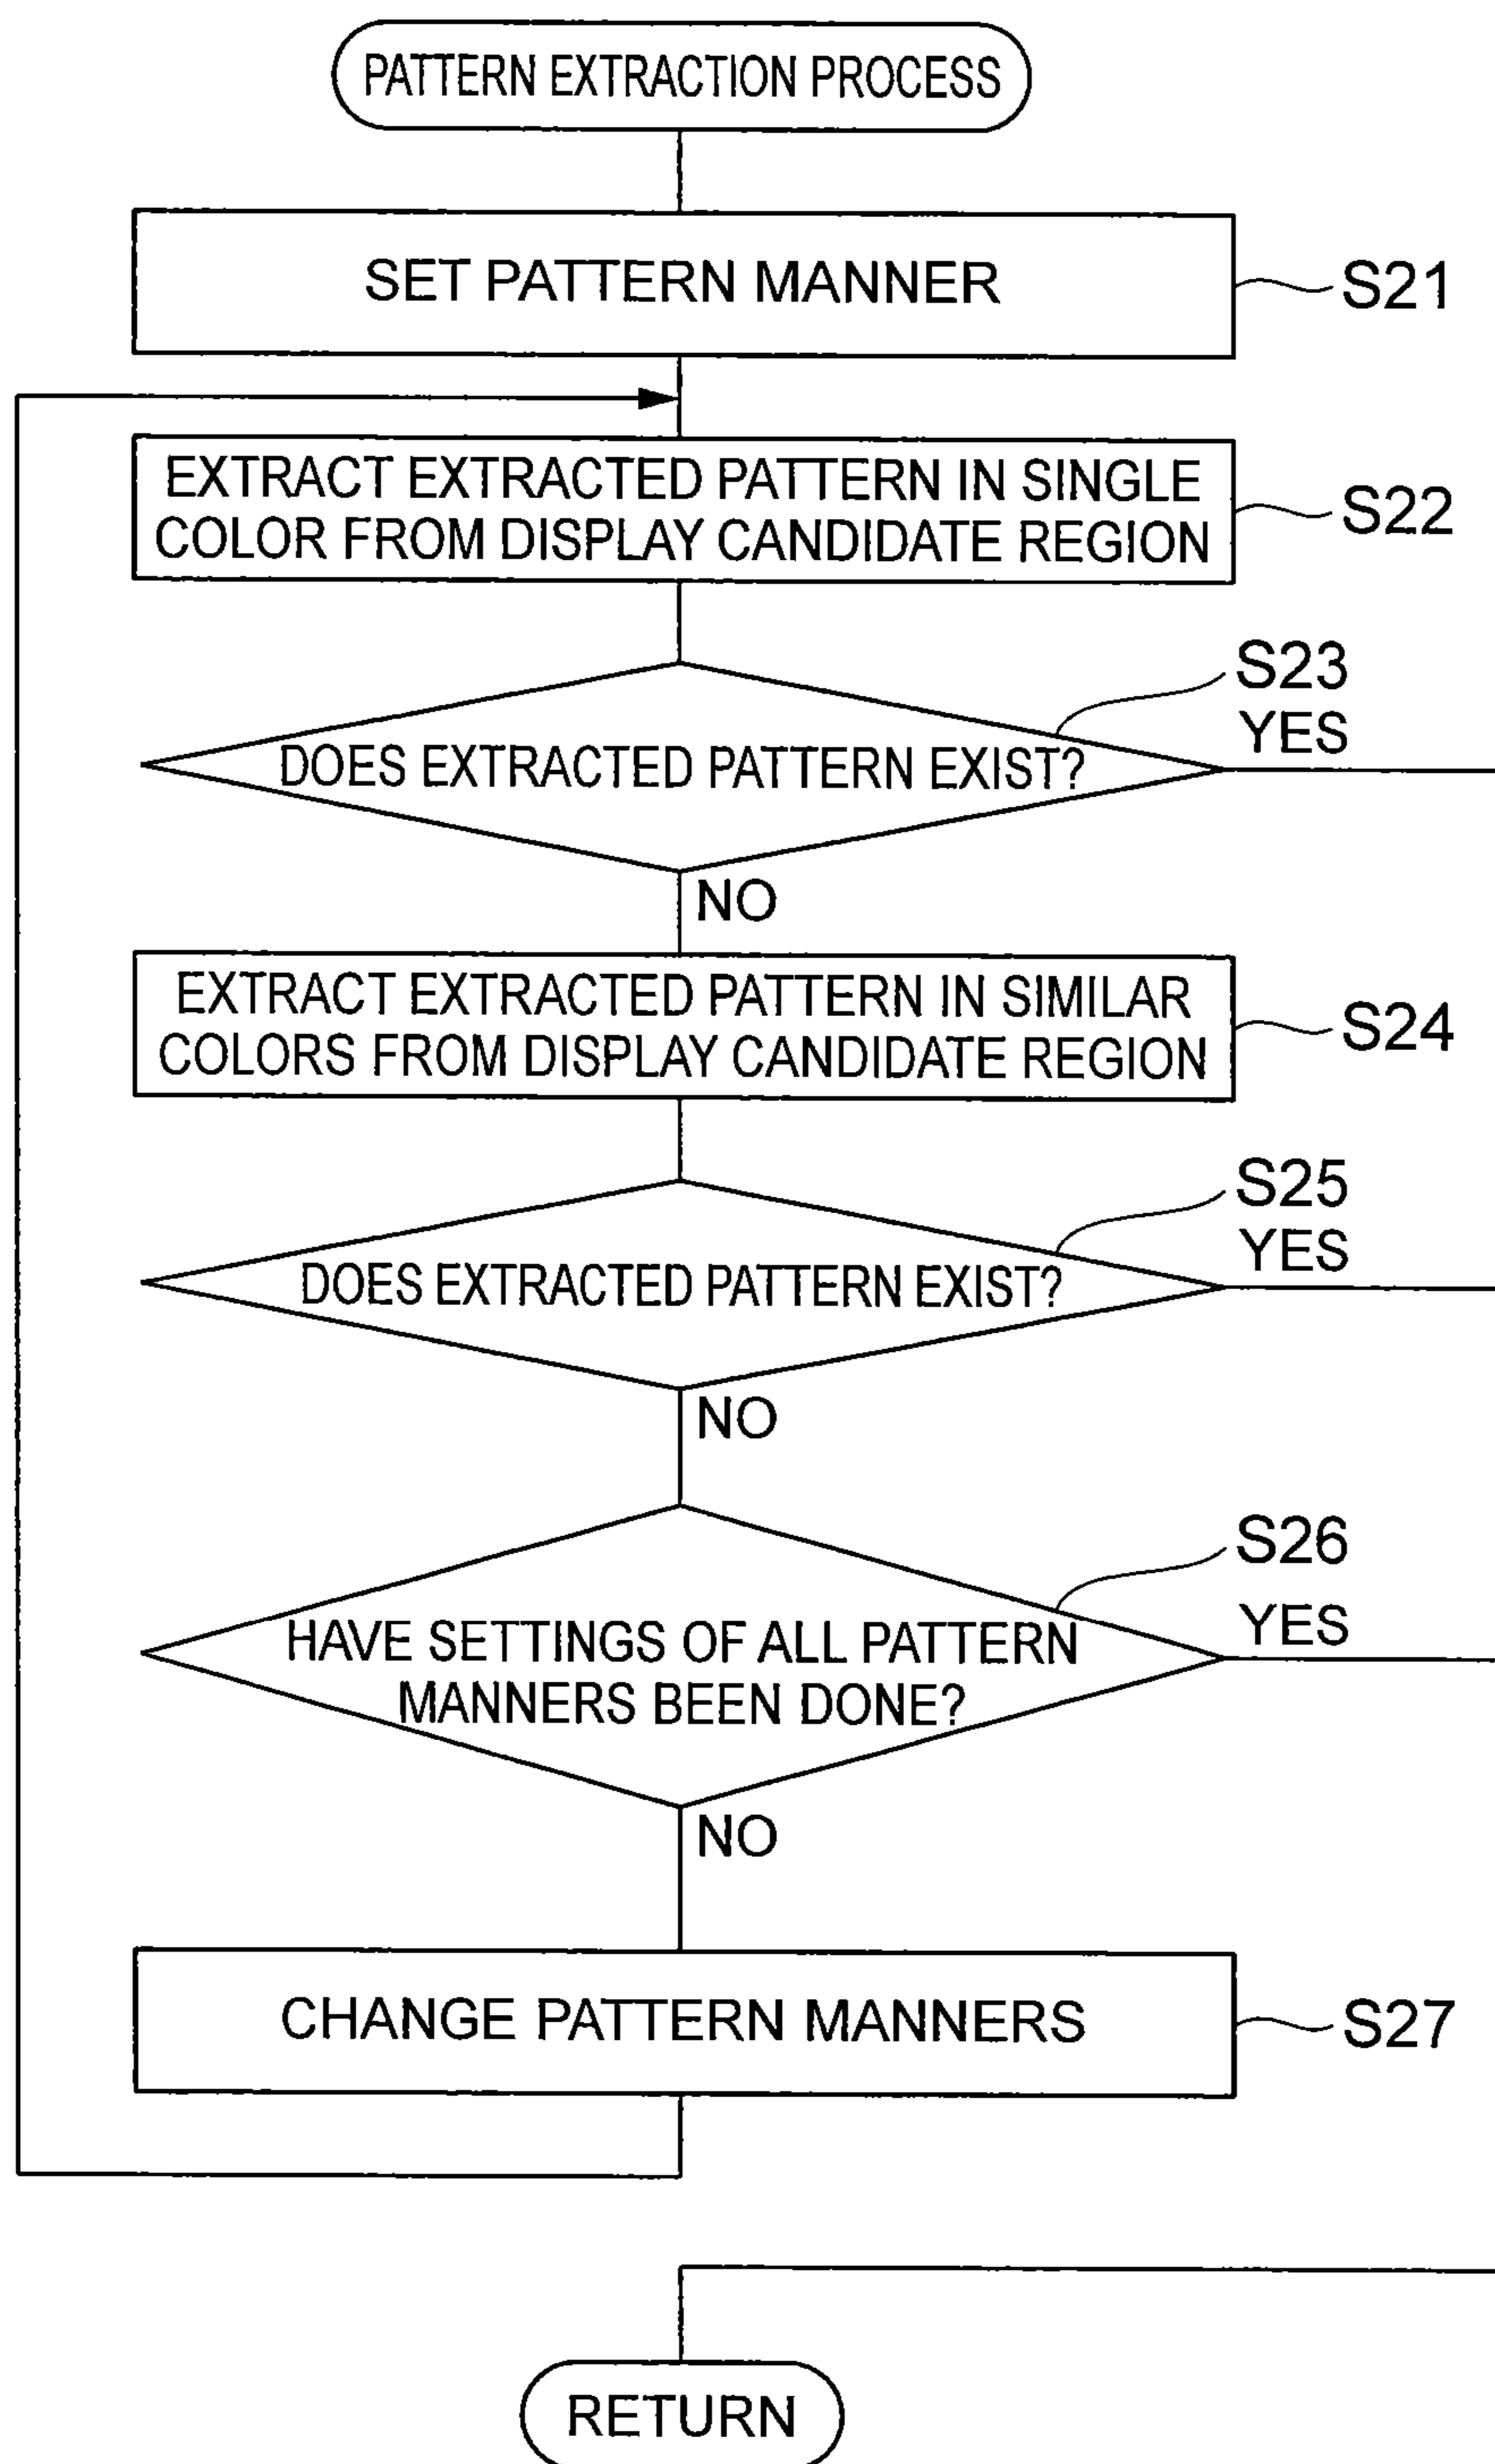 PATTERN EXTRACTION PROCESS
SET PATTERN MANNER
S21
EXTRACT EXTRACTED PATTERN IN SINGLE
COLOR FROM DISPLAY CANDIDATE REGION
S22
S23
YES
DOES EXTRACTED PATTERN EXIST?
NO
EXTRACT EXTRACTED PATTERN IN SIMILAR
COLORS FROM DISPLAY CANDIDATE REGION
S24
S25
YES
DOES EXTRACTED PATTERN EXIST?
NO
S26
YES
HAVE SETTINGS OF ALL PATTERN
MANNERS BEEN DONE?
NO
CHANGE PATTERN MANNERS
S27
RETURN